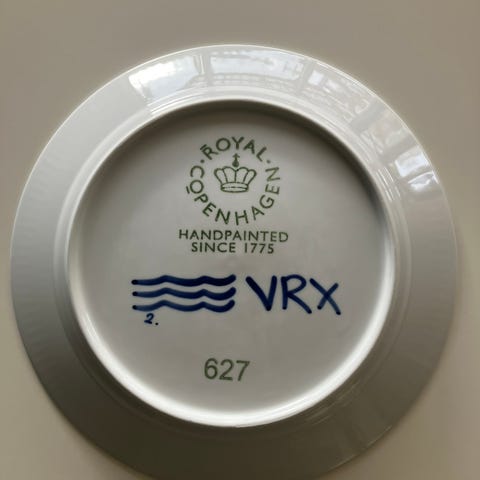 ROYAL COPENHAGEN
HANDPAINTED
SINCE 1775
VRX
2.
627